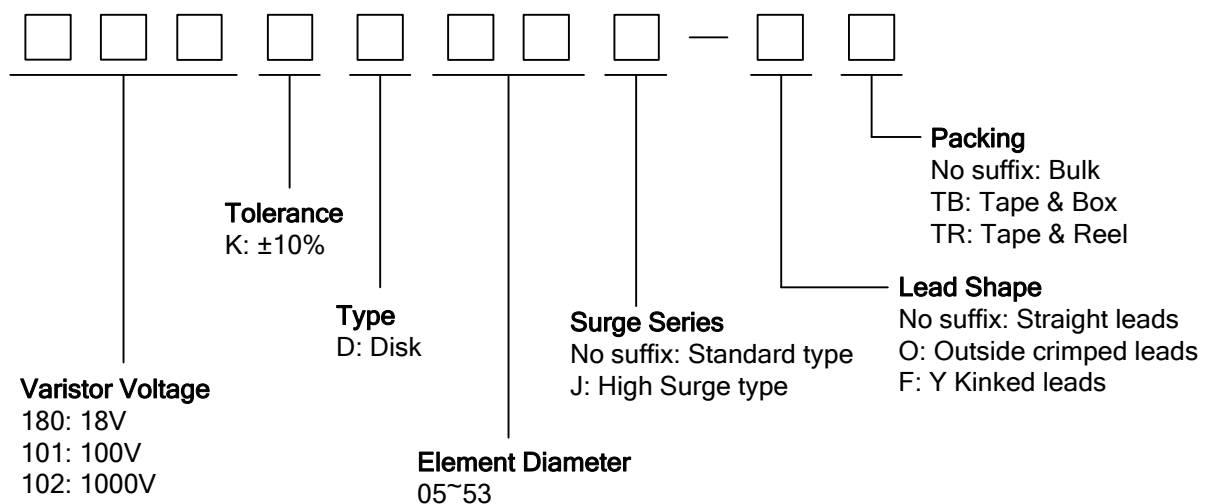 Packing
No suffix: Bulk
TB: Tape & Box
TR: Tape & Reel
Tolerance
K: ±10%
Lead Shape
No suffix: Straight leads
O: Outside crimped leads
F: Y Kinked leads
Type
D: Disk
Surge Series
No suffix: Standard type
J: High Surge type
Varistor Voltage
180: 18V
101: 100V
102: 1000V
Element Diameter
05~53